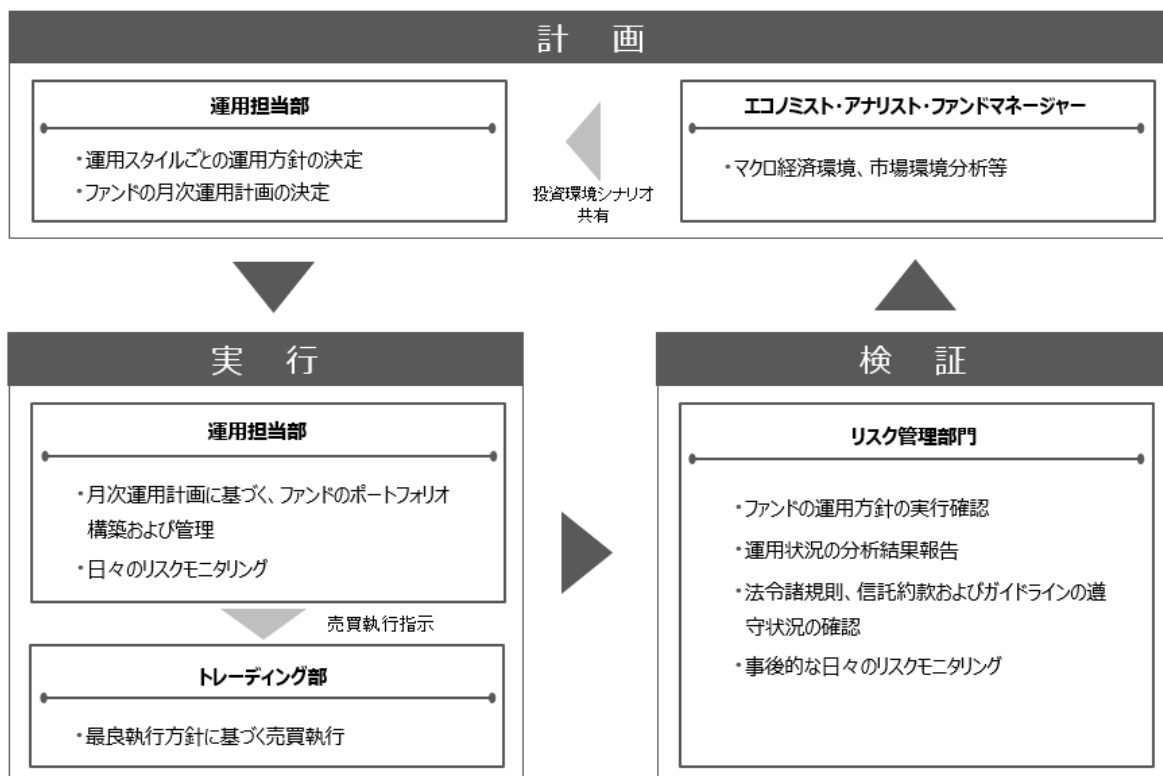 計 画
運用担当部
・運用スタイルごとの運用方針の決定
・ファンドの月次運用計画の決定
投資環境シナリオ
共有
エコノミスト・アナリスト・ファンドマネージャー
・マクロ経済環境、市場環境分析等
実 行
運用担当部
・月次運用計画に基づく、ファンドのポートフォリオ
構築および管理
・日々のリスクモニタリング
売買執行指示
トレーディング部
・最良執行方針に基づく売買執行
検 証
リスク管理部門
・ファンドの運用方針の実行確認
・運用状況の分析結果報告
・法令諸規則、信託約款およびガイドラインの遵
守状況の確認
・事後的な日々のリスクモニタリング